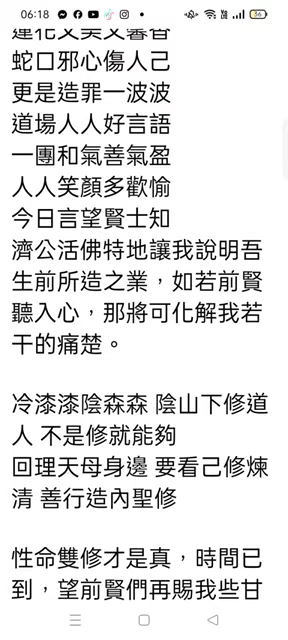 06:18
36
蓮花又美又馨香
蛇口邪心傷人己
更是造罪一波波
道場人人好言語
一團和氣善氣盈
人人笑顏多歡愉
今日言望賢士知
濟公活佛特地讓我說明吾
生前所造之業，如若前賢
聽入心，那將可化解我若
干的痛楚。
冷漆漆陰森森 陰山下修道
人 不是修就能夠
回理天母身邊 要看己修煉
清 善行造內聖修
性命雙修才是真，時間已
到，望前賢們再賜我些甘